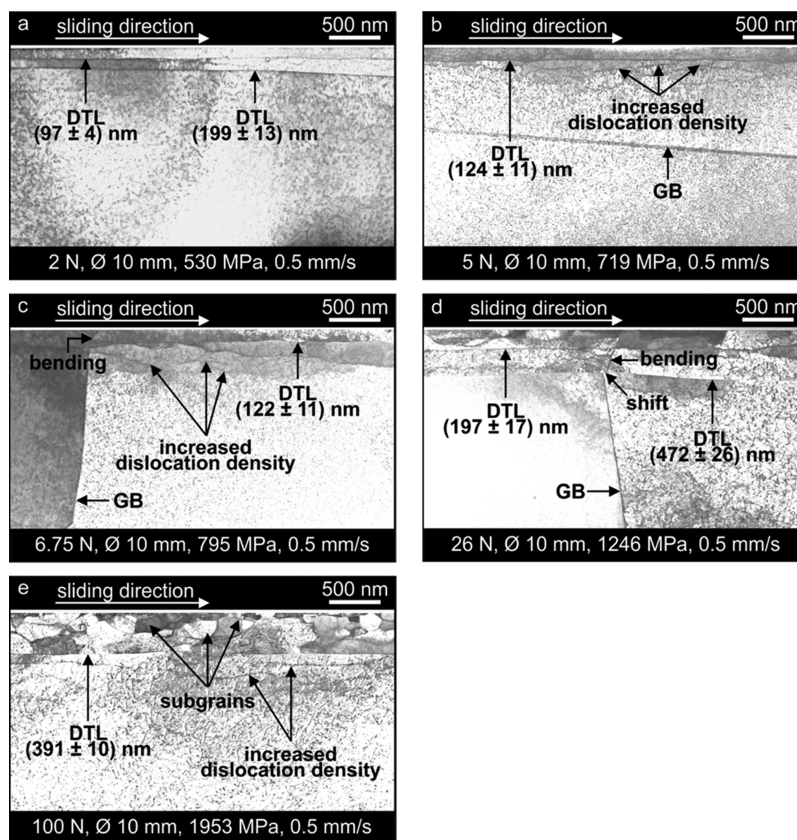 a sliding direction 500 nm
DTL
(97 ± 4) nm
DTL
(199 ± 13) nm
2 N, Ø 10 mm, 530 MPa, 0.5 mm/s
b sliding direction 500 nm
DTL
(124 ± 11) nm
increased
dislocation density
GB
5 N, Ø 10 mm, 719 MPa, 0.5 mm/s
c sliding direction 500 nm
bending
DTL
(122 ± 11) nm
increased
dislocation density
GB
6.75 N, Ø 10 mm, 795 MPa, 0.5 mm/s
d sliding direction 500 nm
bending
shift
DTL
(197 ± 17) nm
DTL
(472 ± 26) nm
GB
26 N, Ø 10 mm, 1246 MPa, 0.5 mm/s
e sliding direction 500 nm
subgrains
DTL
(391 ± 10) nm
increased
dislocation density
100 N, Ø 10 mm, 1953 MPa, 0.5 mm/s